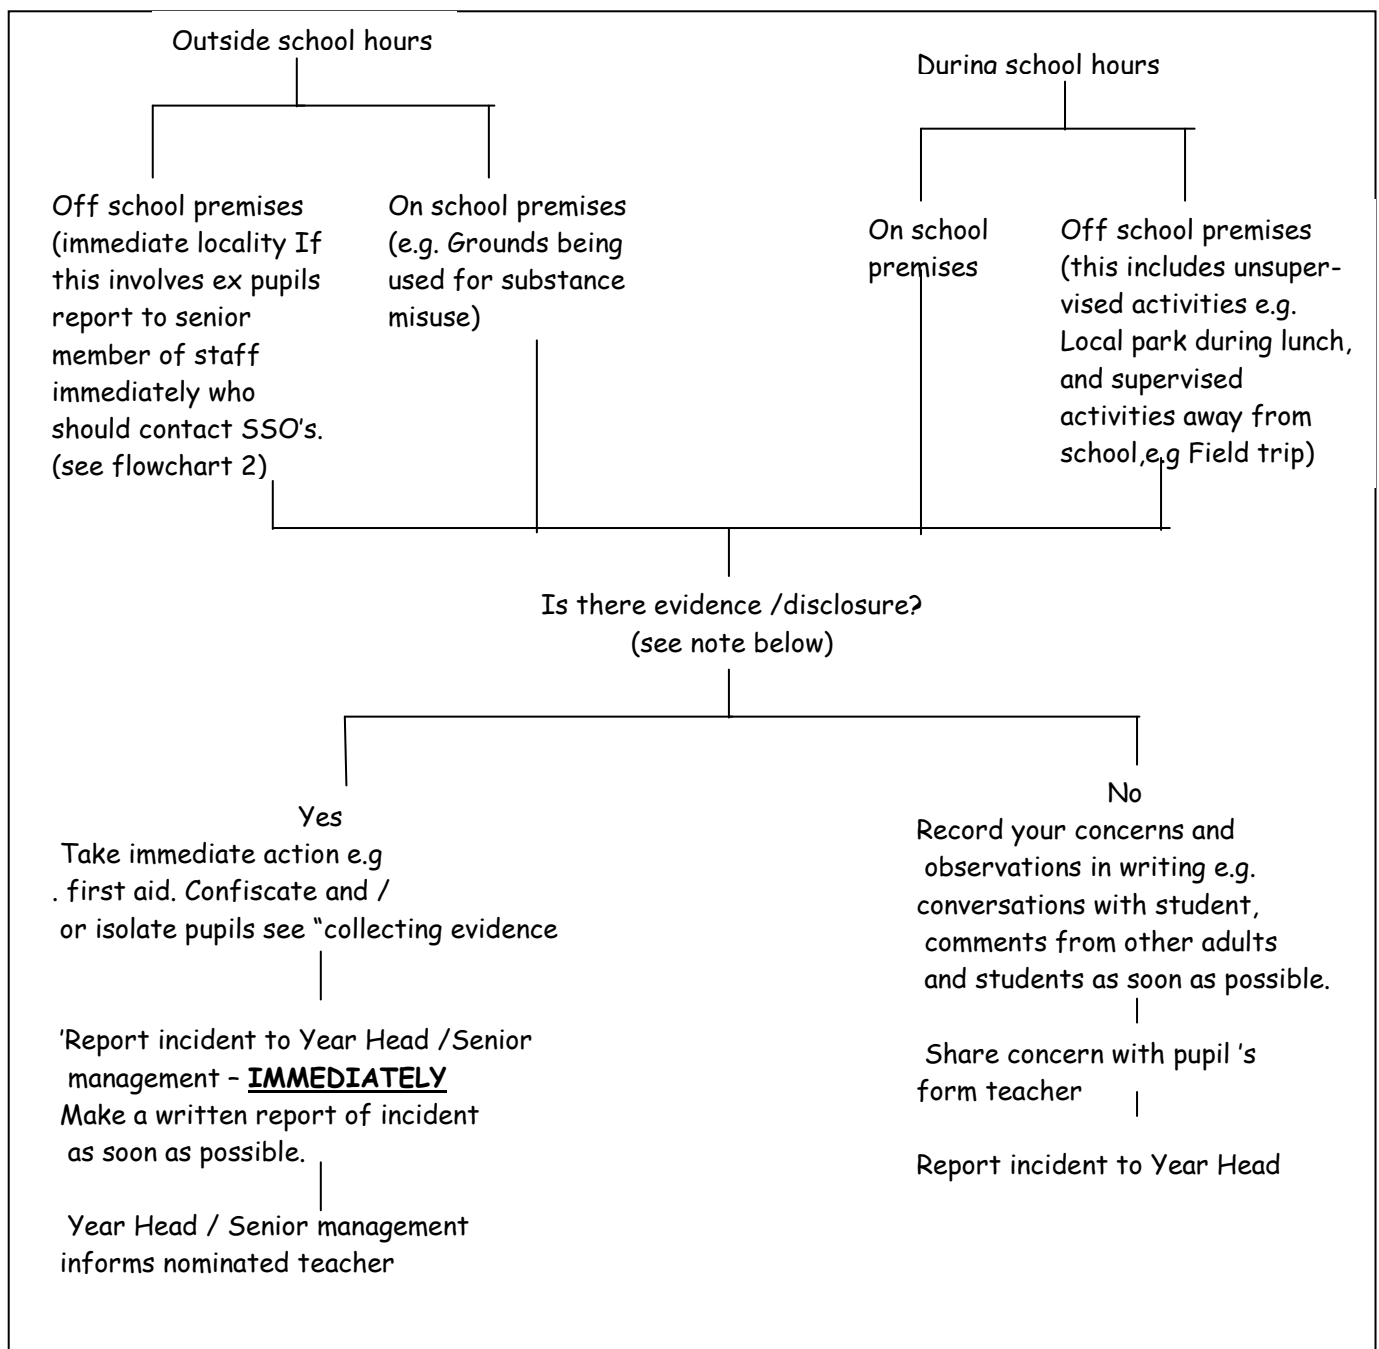 Outside school hours
During school hours
Off school premises
(immediate locality If
this involves ex pupils
report to senior
member of staff
immediately who
should contact SSO's.
(see flowchart 2)
On school premises
(e.g. Grounds being
used for substance
misuse)
On school
premises
Off school premises
(this includes unsuper-
vised activities e.g.
Local park during lunch,
and supervised
activities away from
school,e.g Field trip)
Is there evidence /disclosure?
(see note below)
Yes
Take immediate action e.g
. first aid. Confiscate and /
or isolate pupils see “collecting evidence
'Report incident to Year Head /Senior
management – IMMEDIATELY
Make a written report of incident
as soon as possible.
Year Head / Senior management
informs nominated teacher
No
Record your concerns and
observations in writing e.g.
conversations with student,
comments from other adults
and students as soon as possible.
Share concern with pupil 's
form teacher
Report incident to Year Head